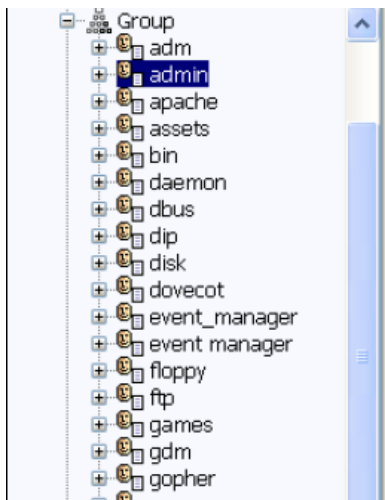 Group
adm
admin
apache
assets
bin
daemon
dbus
dip
disk
dovecot
event_manager
event manager
floppy
ftp
games
gdm
gopher